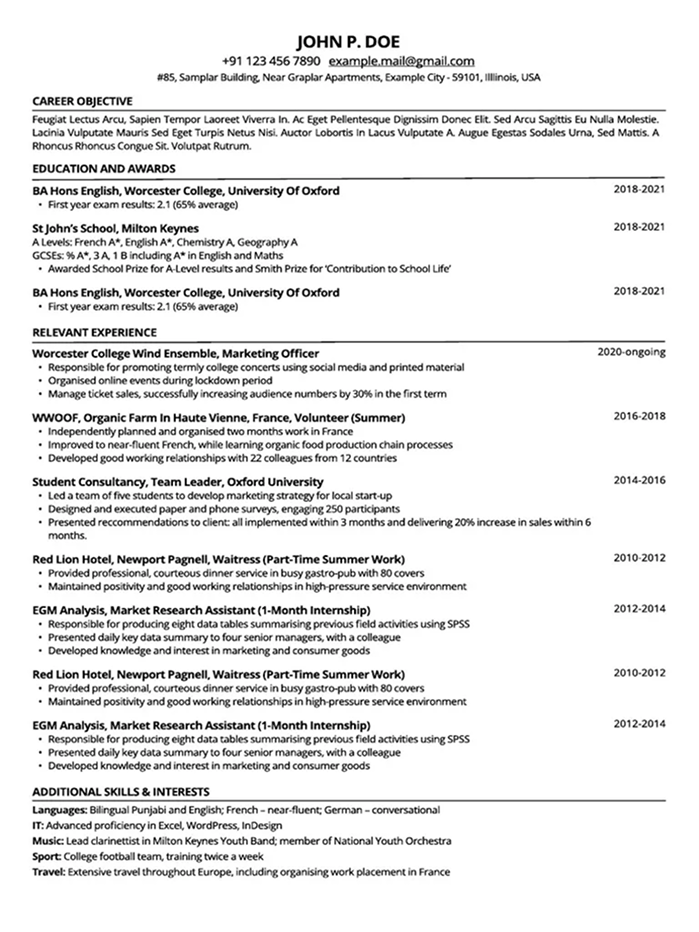 JOHN P. DOE
+91 123 456 7890 example.mail@gmail.com
#85, Samplar Building, Near Graplar Apartments, Example City - 59101, Illinois, USA
CAREER OBJECTIVE
Feugiat Lectus Arcu, Sapien Tempor Laoreet Viverra In. Ac Eget Pellentesque Dignissim Donec Elit. Sed Arcu Sagittis Eu Nulla Molestie.
Lacinia Vulputate Mauris Sed Eget Turpis Netus Nisi. Auctor Lobortis In Lacus Vulputate A. Augue Egestas Sodales Urna, Sed Mattis. A
Rhoncus Rhoncus Congue Sit. Volutpat Rutrum.
EDUCATION AND AWARDS
BA Hons English, Worcester College, University Of Oxford 2018-2021
• First year exam results: 2.1 (65% average)
St John's School, Milton Keynes 2018-2021
A Levels: French A*, English A*, Chemistry A, Geography A
GCSEs: % A*, 3 A, 1 B including A* in English and Maths
• Awarded School Prize for A-Level results and Smith Prize for 'Contribution to School Life'
BA Hons English, Worcester College, University Of Oxford 2018-2021
• First year exam results: 2.1 (65% average)
RELEVANT EXPERIENCE
Worcester College Wind Ensemble, Marketing Officer 2020-ongoing
• Responsible for promoting termly college concerts using social media and printed material
• Organised online events during lockdown period
• Manage ticket sales, successfully increasing audience numbers by 30% in the first term
WWOOF, Organic Farm In Haute Vienne, France, Volunteer (Summer) 2016-2018
• Independently planned and organised two months work in France
• Improved to near-fluent French, while learning organic food production chain processes
• Developed good working relationships with 22 colleagues from 12 countries
Student Consultancy, Team Leader, Oxford University 2014-2016
• Led a team of five students to develop marketing strategy for local start-up
• Designed and executed paper and phone surveys, engaging 250 participants
• Presented reccommendations to client: all implemented within 3 months and delivering 20% increase in sales within 6
months.
Red Lion Hotel, Newport Pagnell, Waitress (Part-Time Summer Work) 2010-2012
• Provided professional, courteous dinner service in busy gastro-pub with 80 covers
• Maintained positivity and good working relationships in high-pressure service environment
EGM Analysis, Market Research Assistant (1-Month Internship) 2012-2014
• Responsible for producing eight data tables summarising previous field activities using SPSS
• Presented daily key data summary to four senior managers, with a colleague
• Developed knowledge and interest in marketing and consumer goods
Red Lion Hotel, Newport Pagnell, Waitress (Part-Time Summer Work) 2010-2012
• Provided professional, courteous dinner service in busy gastro-pub with 80 covers
• Maintained positivity and good working relationships in high-pressure service environment
EGM Analysis, Market Research Assistant (1-Month Internship) 2012-2014
• Responsible for producing eight data tables summarising previous field activities using SPSS
• Presented daily key data summary to four senior managers, with a colleague
• Developed knowledge and interest in marketing and consumer goods
ADDITIONAL SKILLS & INTERESTS
Languages: Bilingual Punjabi and English; French – near-fluent; German – conversational
IT: Advanced proficiency in Excel, WordPress, InDesign
Music: Lead clarinettist in Milton Keynes Youth Band; member of National Youth Orchestra
Sport: College football team, training twice a week
Travel: Extensive travel throughout Europe, including organising work placement in France